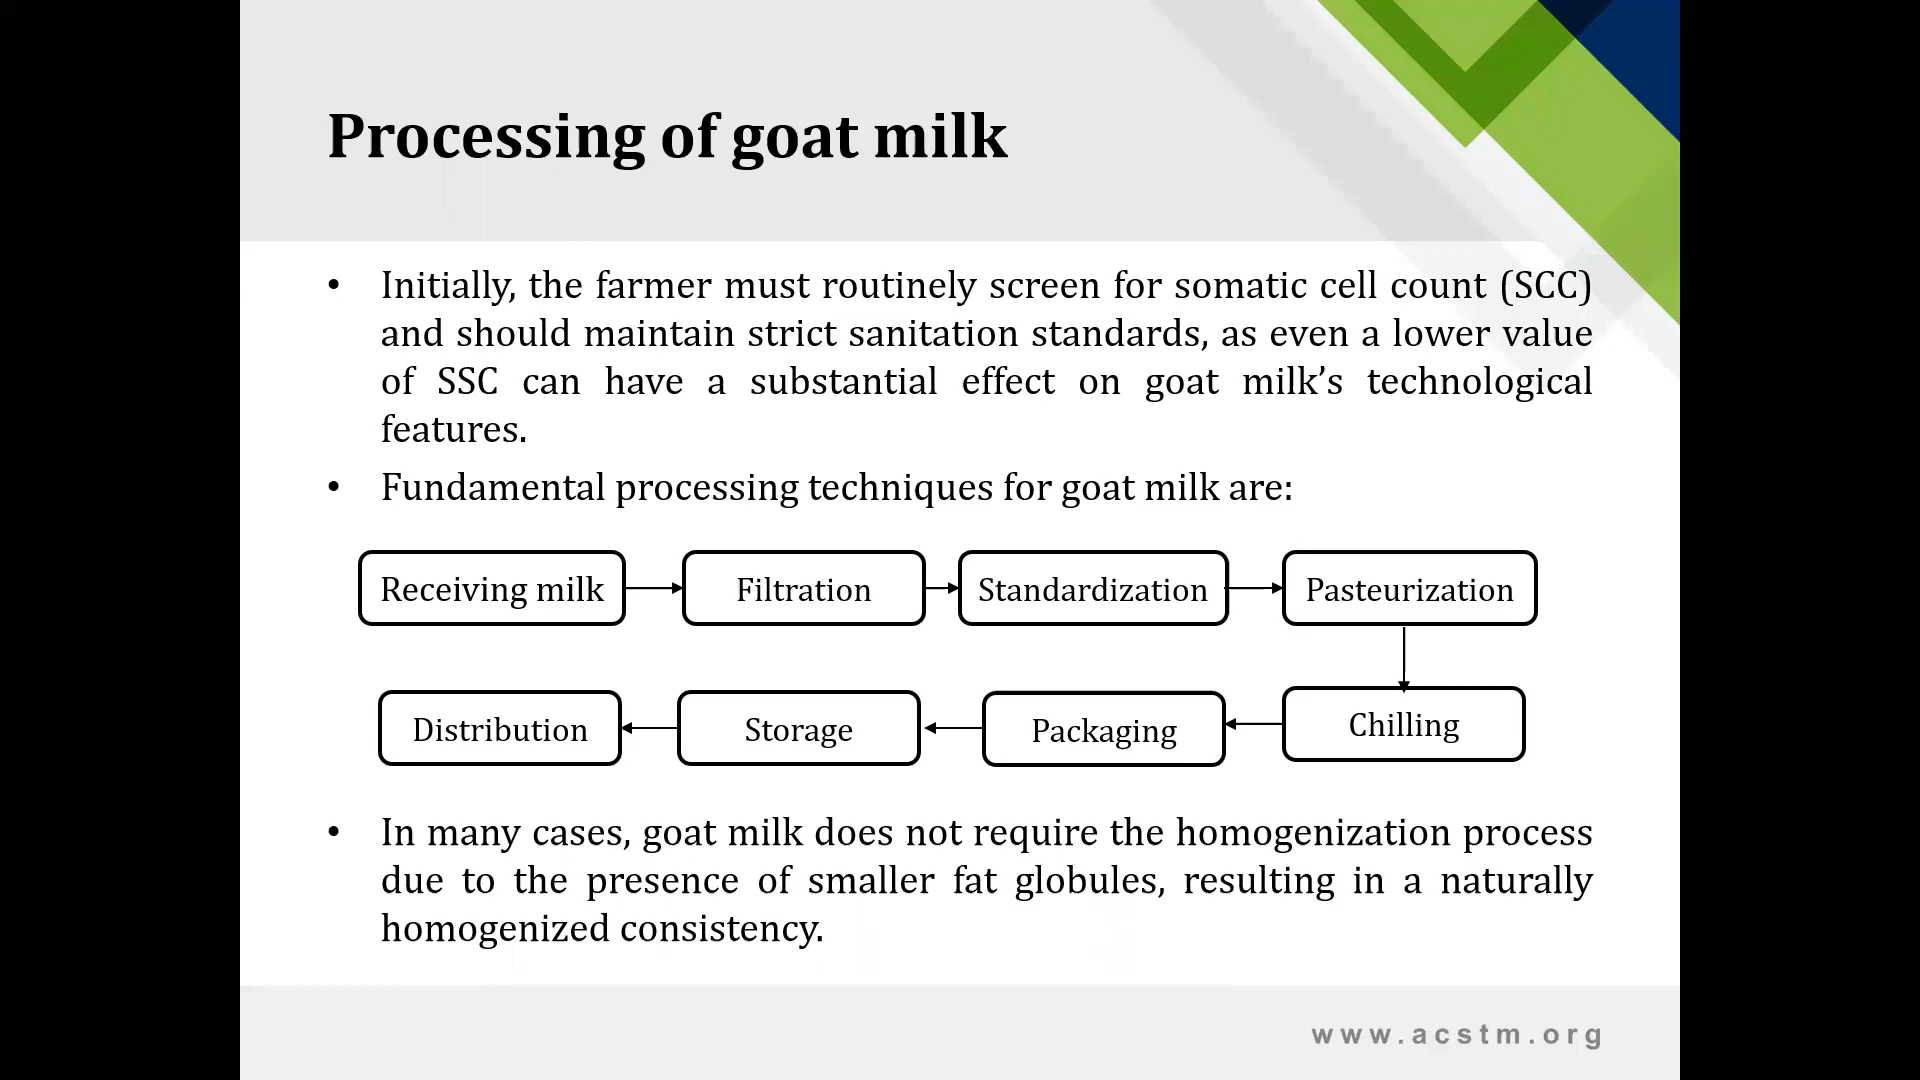 Processing of goat milk
• Initially, the farmer must routinely screen for somatic cell count (SCC)
and should maintain strict sanitation standards, as even a lower value
of SSC can have a substantial effect on goat milk’s technological
features.
• Fundamental processing techniques for goat milk are:
Receiving milk
Filtration
Standardization
Pasteurization
Chilling
Packaging
Storage
Distribution
• In many cases, goat milk does not require the homogenization process
due to the presence of smaller fat globules, resulting in a naturally
homogenized consistency.
www.acstm.org